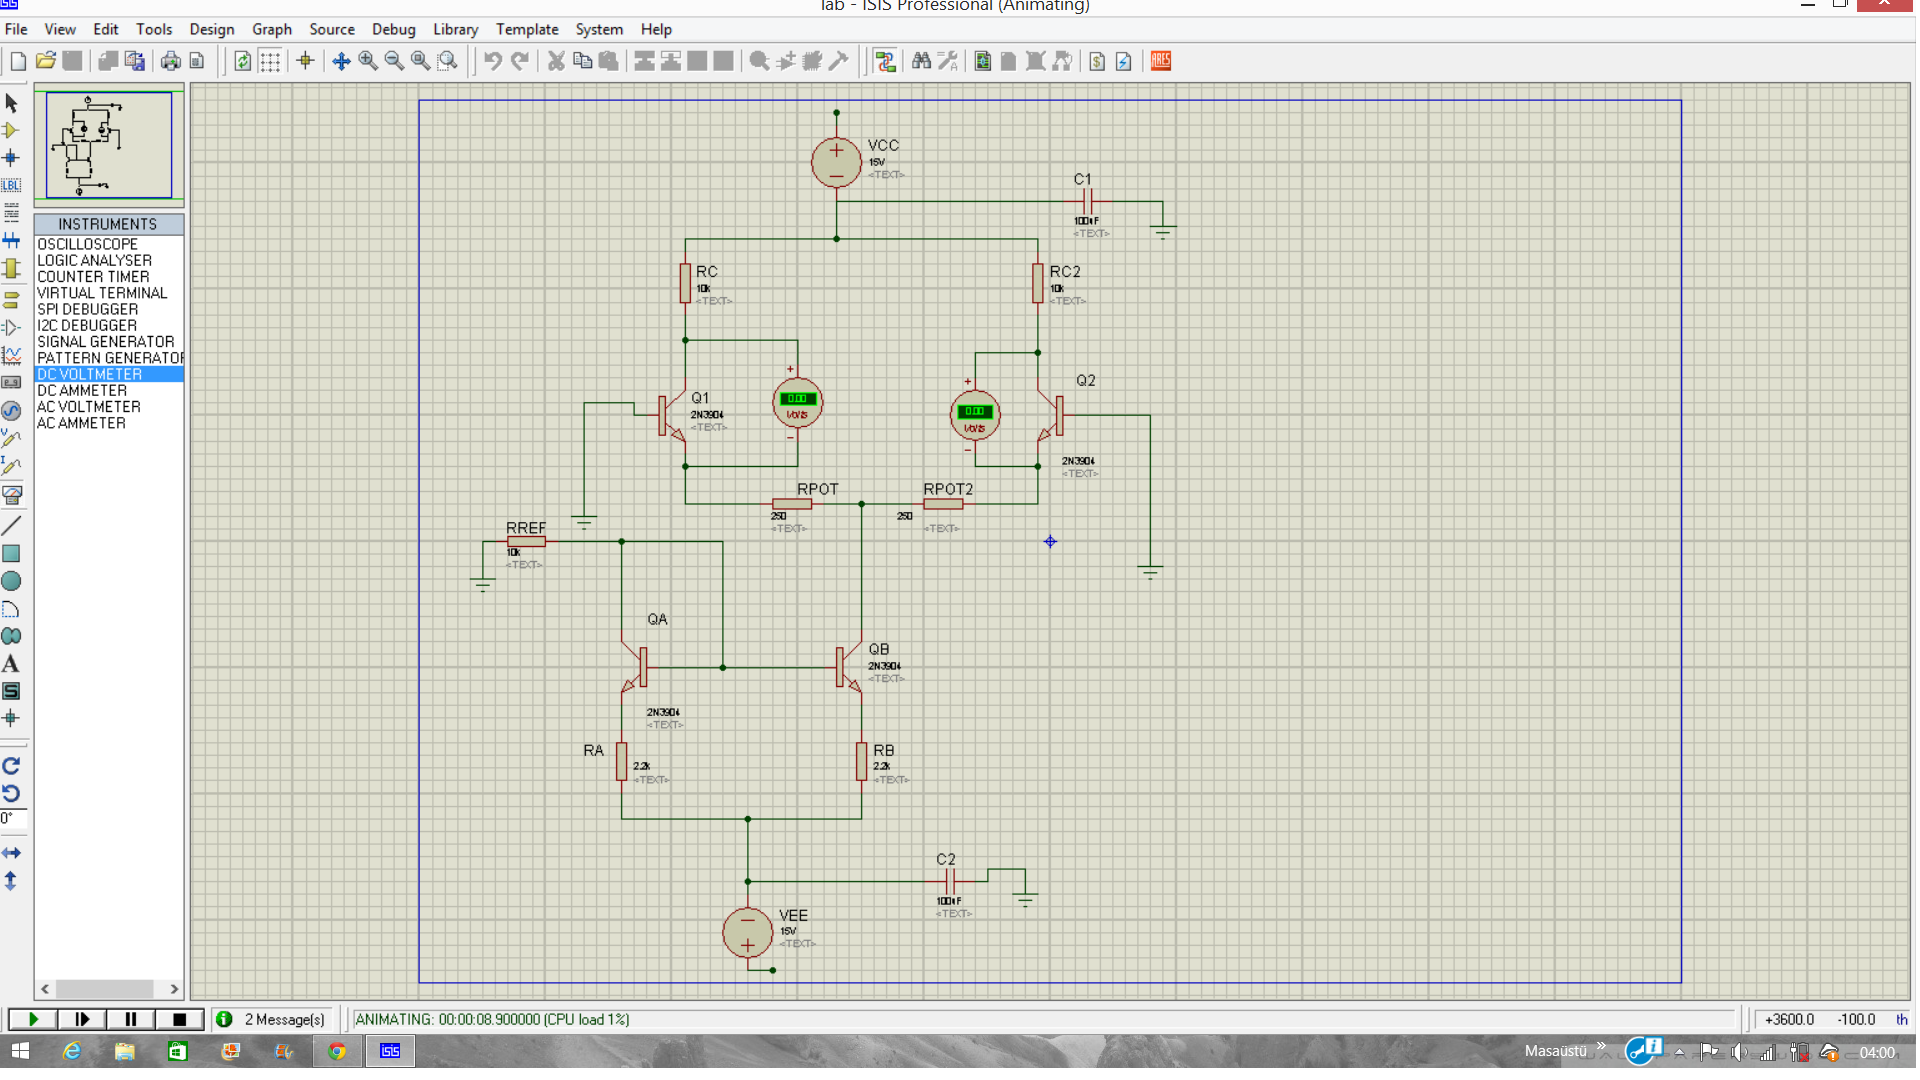 lab - ISIS Professional (Animating)
File View Edit Tools Design Graph Source Debug Library Template System Help
ARES
LBL
INSTRUMENTS
OSCILLOSCOPE
LOGIC ANALYSER
COUNTER TIMER
VIRTUAL TERMINAL
SPI DEBUGGER
I2C DEBUGGER
SIGNAL GENERATOR
PATTERN GENERATOR
DC VOLTMETER
DC AMMETER
AC VOLTMETER
AC AMMETER
0°
VCC
15V
<TEXT>
C1
100uF
<TEXT>
RC
10k
<TEXT>
RC2
10k
<TEXT>
Q1
2N3904
<TEXT>
+
0.00
Volts
-
+
0.00
Volts
-
Q2
2N3904
<TEXT>
RPOT
250
<TEXT>
RPOT2
250
<TEXT>
RREF
10k
<TEXT>
QA
2N3904
<TEXT>
QB
2N3904
<TEXT>
RA
2.2k
<TEXT>
RB
2.2k
<TEXT>
C2
100uF
<TEXT>
VEE
15V
<TEXT>
2 Message(s)
ANIMATING: 00:00:08.900000 (CPU load 1%)
+3600.0 -100.0 th
ISIS
Masaüstü »
04:00